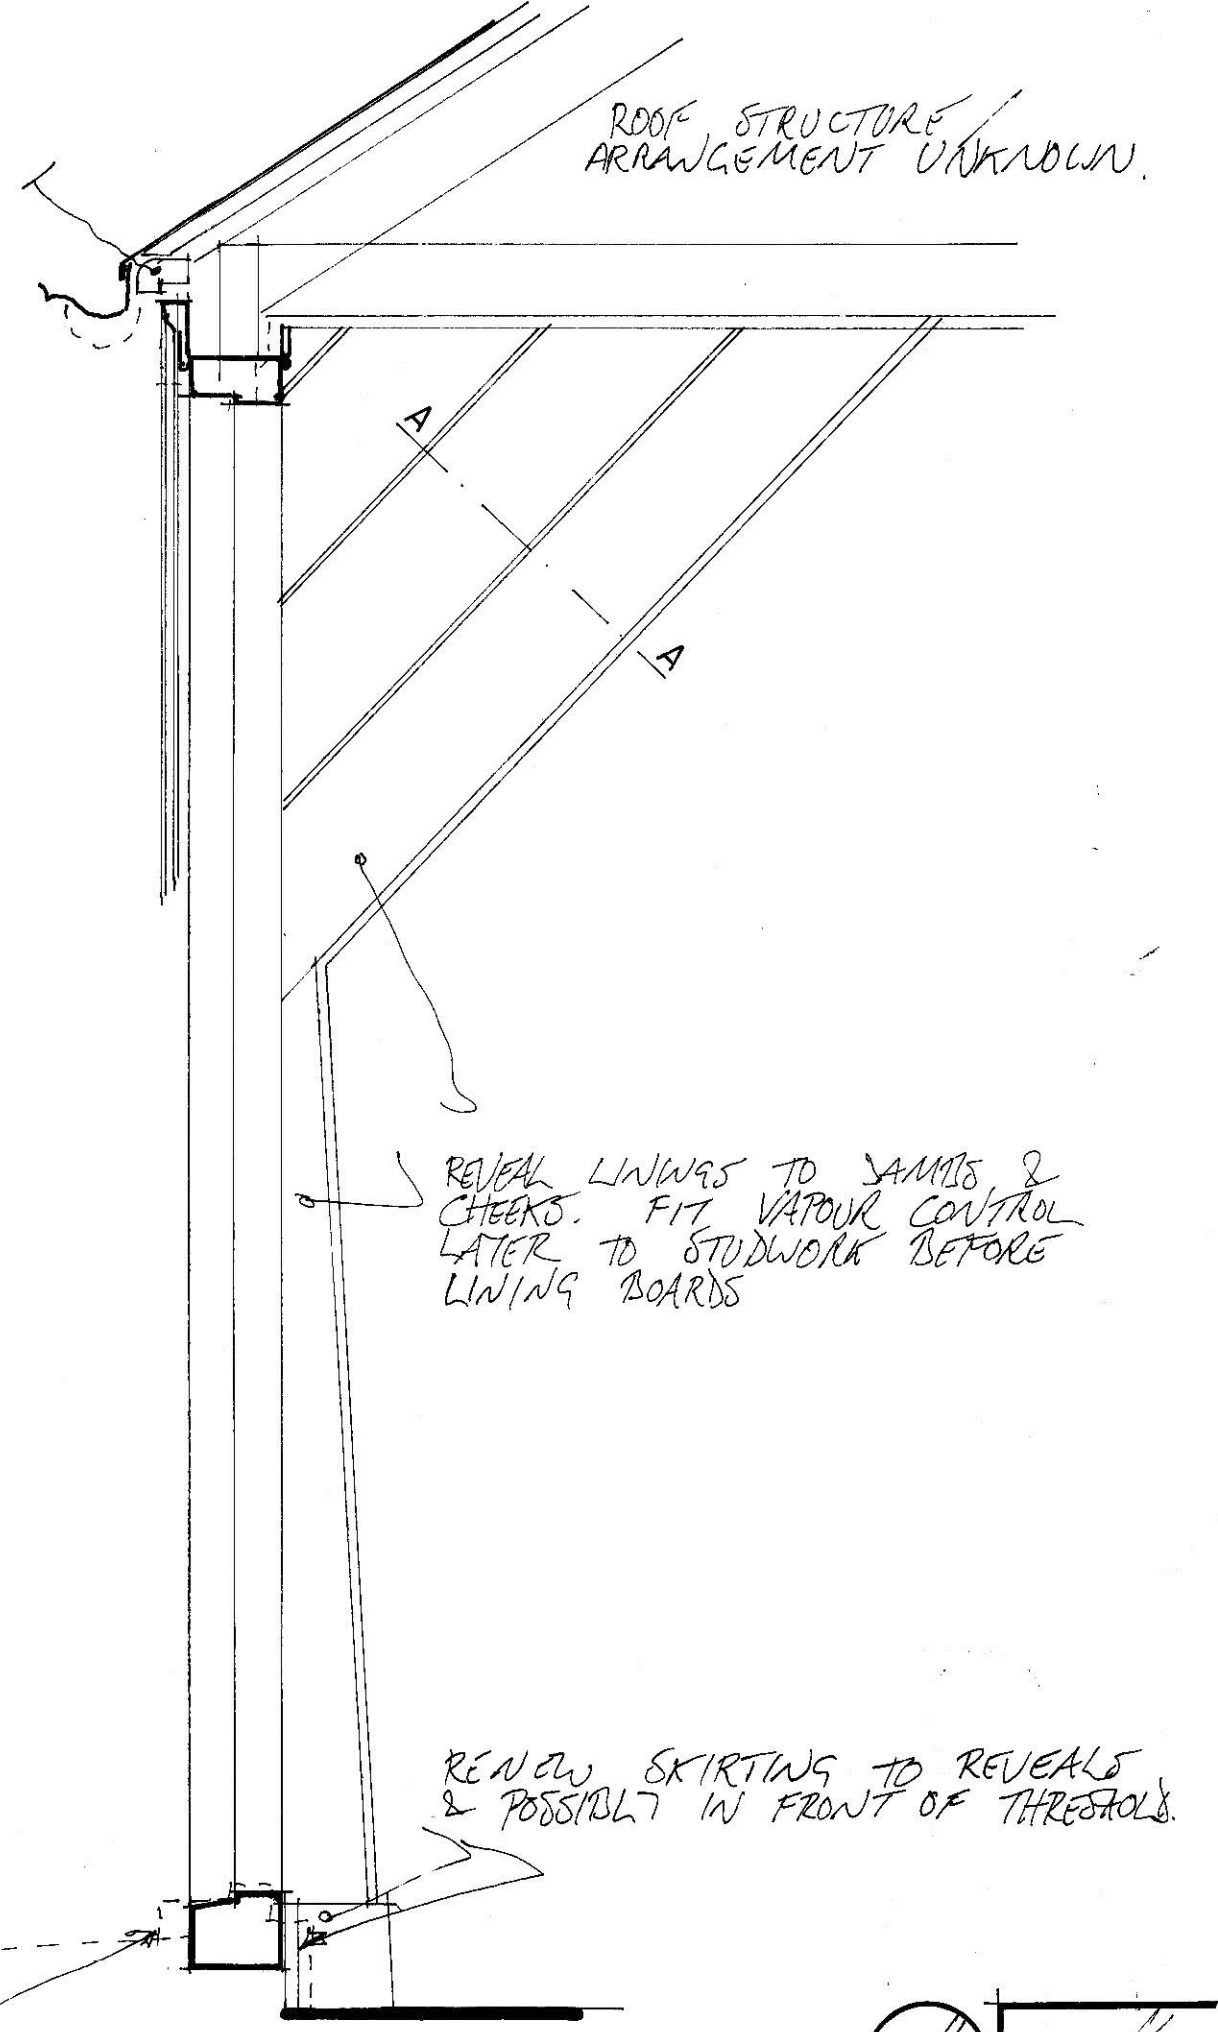 ROOF STRUCTURE /
ARRANGEMENT UNKNOWN.
A
A
REVEAL LININGS TO JAMBS &
CHEEKS. FIT VAPOUR CONTROL
LAYER TO STUDWORK BEFORE
LINING BOARDS
RENEW SKIRTING TO REVEALS
& POSSIBLY IN FRONT OF THRESHOLD.